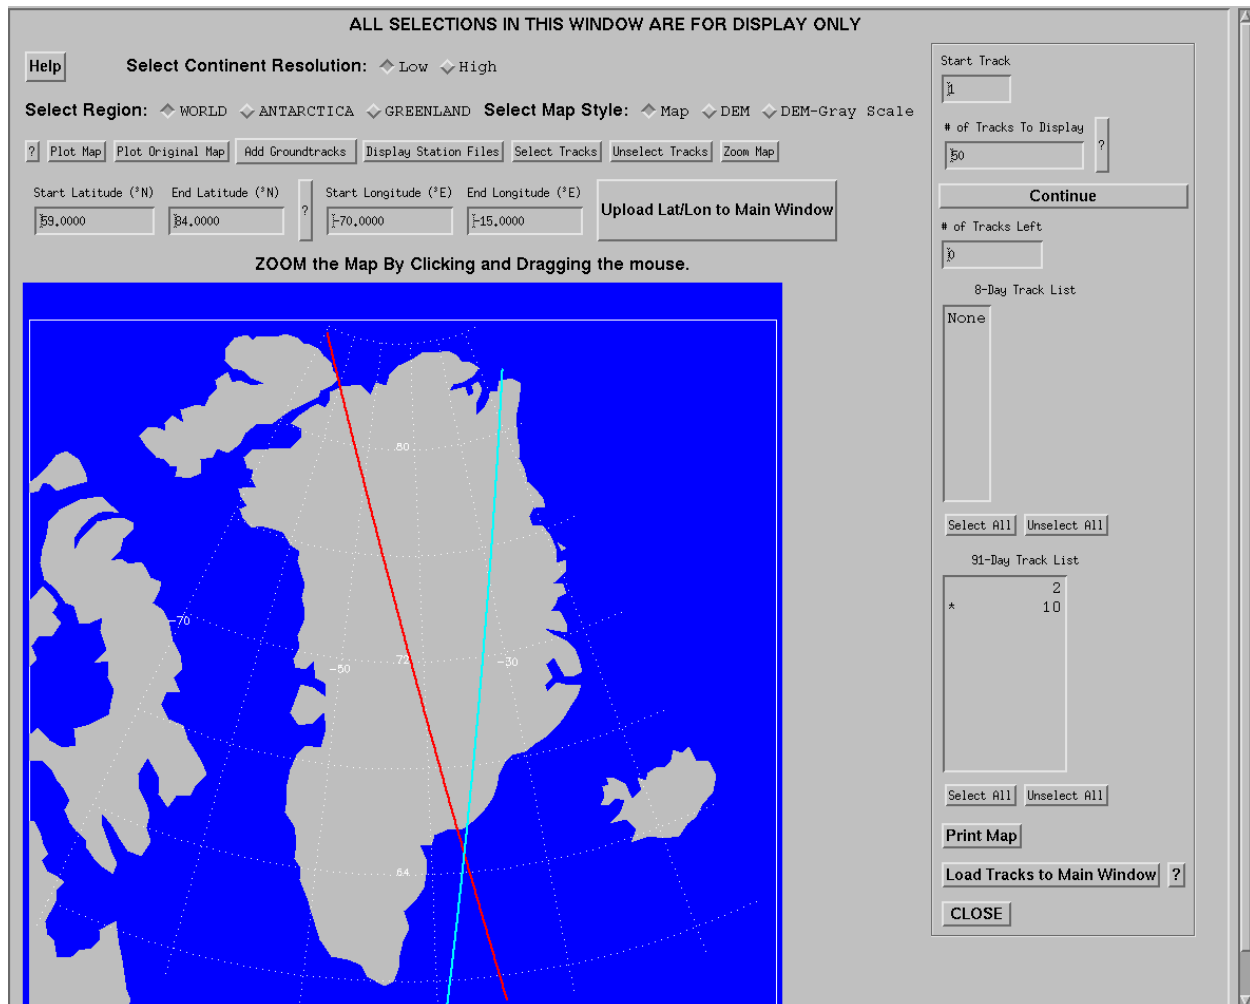 ALL SELECTIONS IN THIS WINDOW ARE FOR DISPLAY ONLY
Help
Select Continent Resolution: Low High
Select Region: WORLD ANTARCTICA GREENLAND Select Map Style: Map DEM DEM-Gray Scale
? Plot Map Plot Original Map Add Groundtracks Display Station Files Select Tracks Unselect Tracks Zoom Map
Start Latitude (°N) End Latitude (°N) ? Start Longitude (°E) End Longitude (°E)
59.0000 84.0000 -70.0000 -15.0000
Upload Lat/Lon to Main Window
ZOOM the Map By Clicking and Dragging the mouse.
80
-70
-50
72
-30
64
Start Track
1
# of Tracks To Display
50
?
Continue
# of Tracks Left
0
8-Day Track List
None
Select All Unselect All
91-Day Track List
2
* 10
Select All Unselect All
Print Map
Load Tracks to Main Window ?
CLOSE